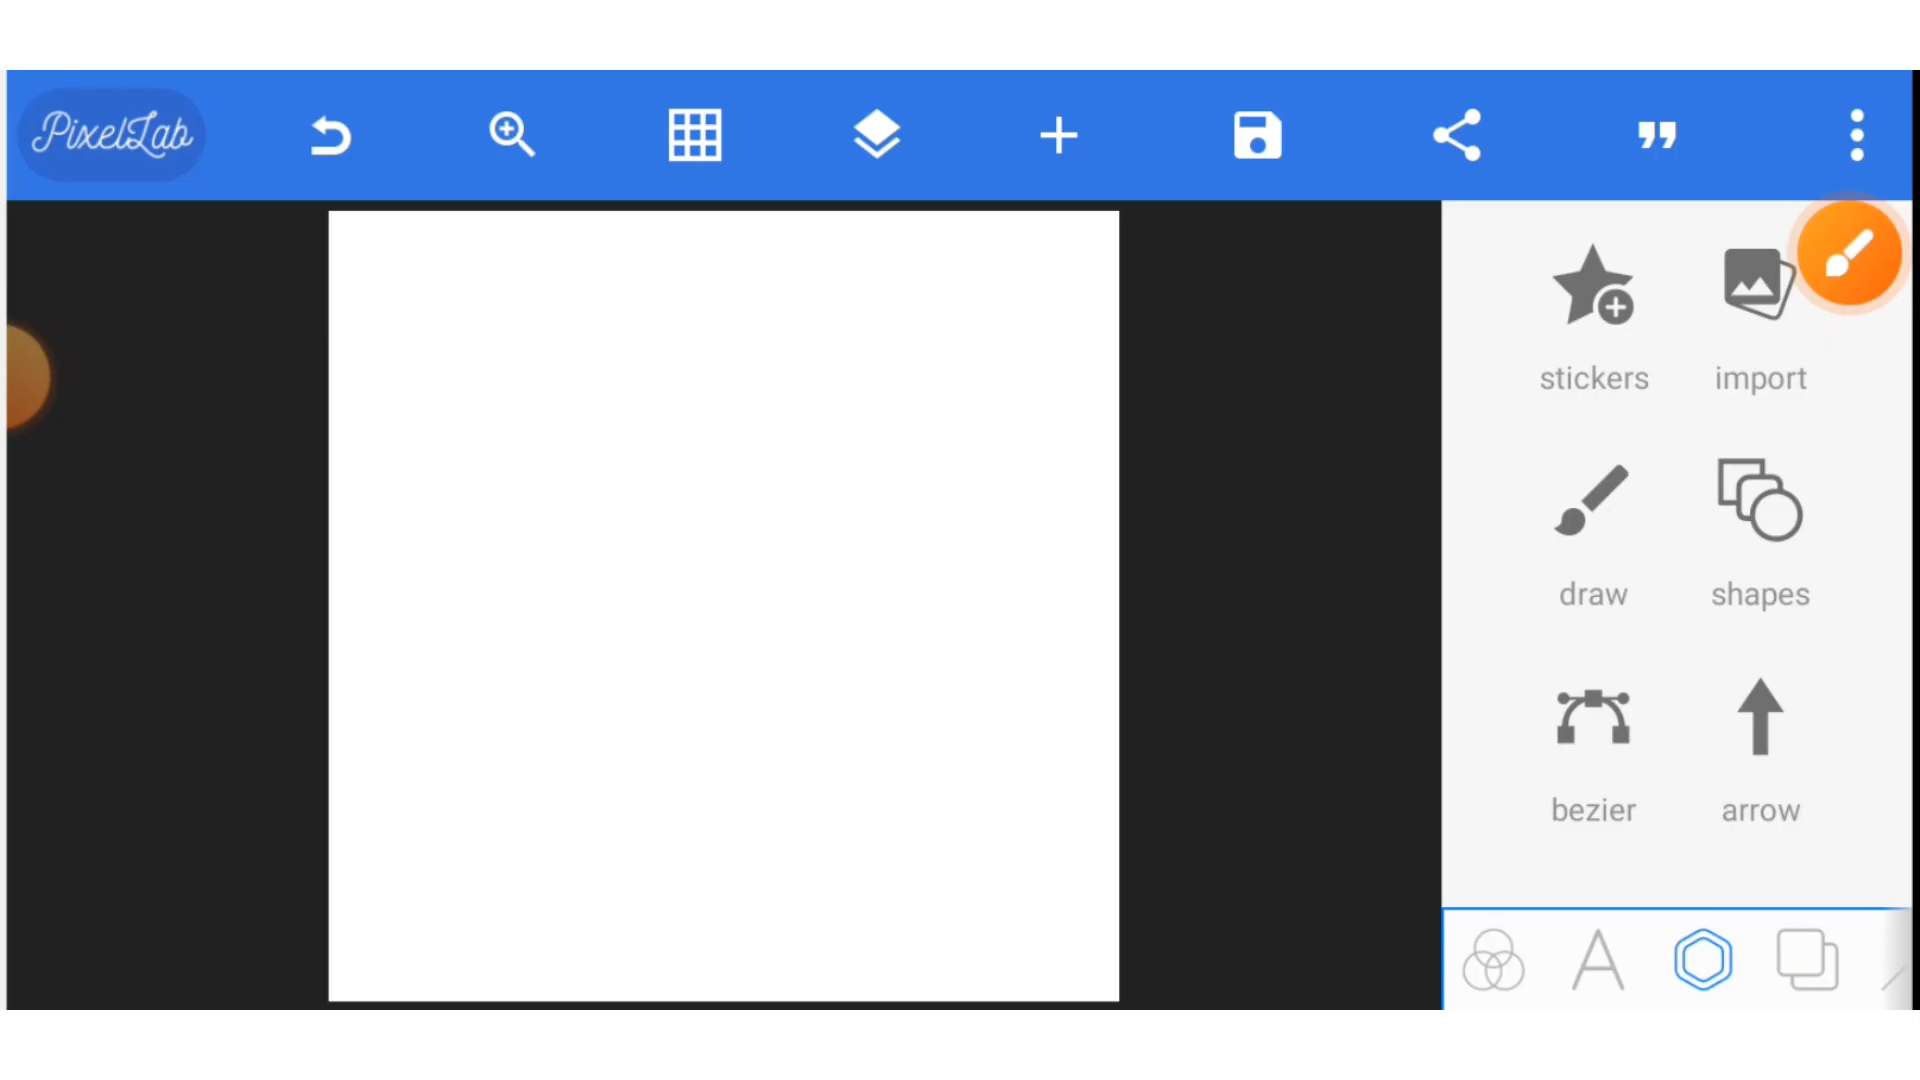 PixelLab
stickers
import
draw
shapes
bezier
arrow